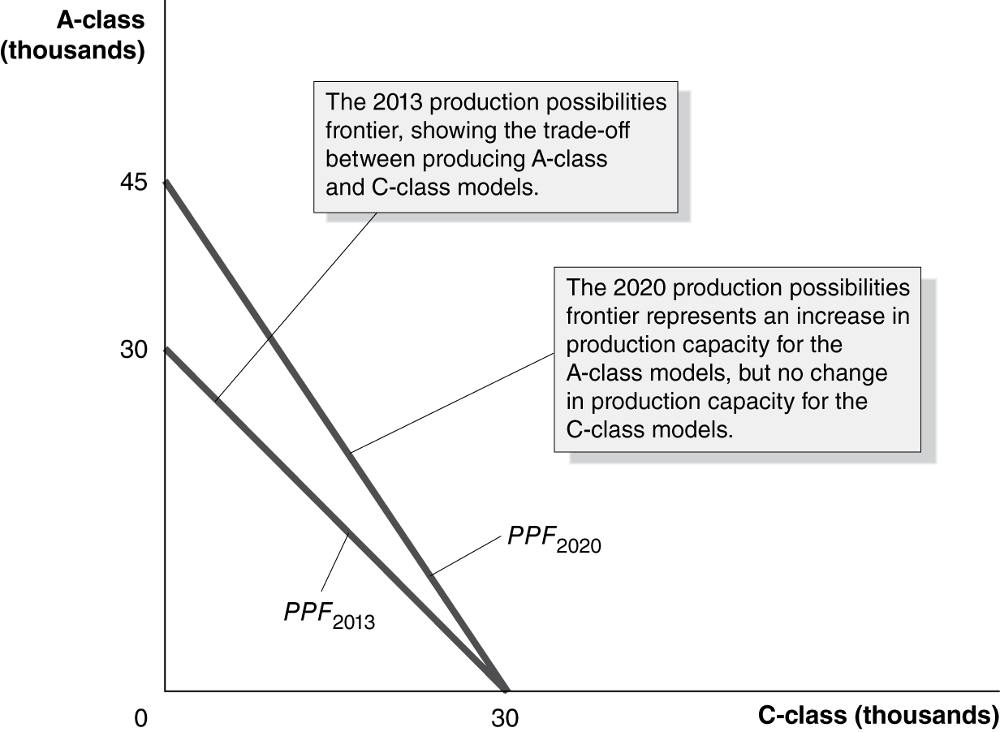 A-class
(thousands)
The 2013 production possibilities
frontier, showing the trade-off
between producing A-class
and C-class models.
45
The 2020 production possibilities
frontier represents an increase in
production capacity for the
A-class models, but no change
in production capacity for the
C-class models.
30
PPF2020
PPF2013
0
30
C-class (thousands)